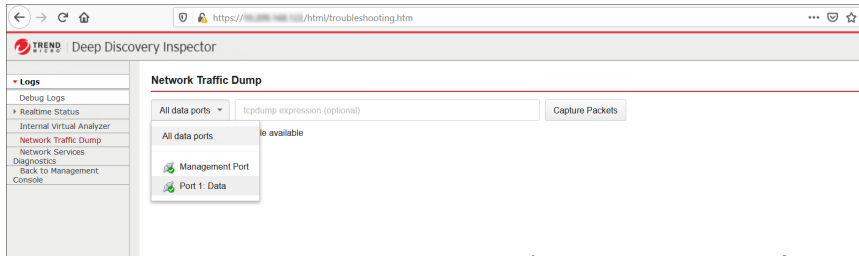 https:// /html/troubleshooting.htm
TREND MICRO Deep Discovery Inspector
Logs
Debug Logs
Realtime Status
Internal Virtual Analyzer
Network Traffic Dump
Network Services
Diagnostics
Back to Management
Console
Network Traffic Dump
All data ports tcpdump expression (optional) Capture Packets
All data ports
le available
Management Port
Port 1: Data